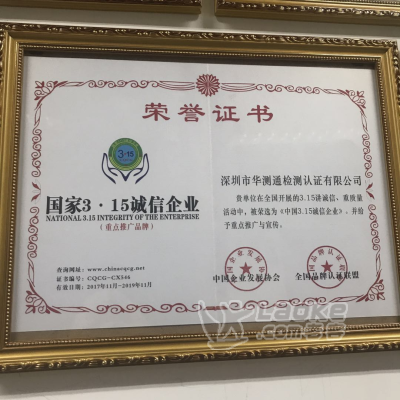 荣誉证书
3·15
国家3·15诚信企业
NATIONAL 3.15 INTEGRITY OF THE ENTERPRISE
(重点推广品牌)
查询网址：www.chinacqcg.net
证书编号：CQCG-CX546
有效日期：2017年11月-2019年11月
深圳市华测通检测认证有限公司
贵单位在全国开展的3.15讲诚信、重质量
活动中，被荣选为《中国3.15诚信企业》，并给
予重点推广与宣传。
中国企业发展协会
全国品牌认证联盟
Laoke.com